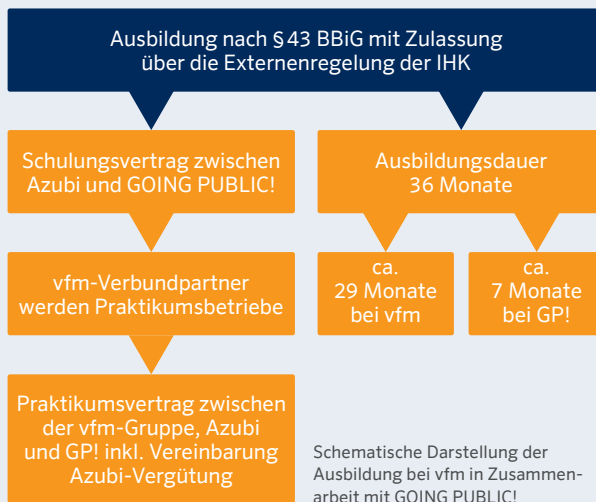 Ausbildung nach § 43 BBiG mit Zulassung
über die Externenregelung der IHK
Schulungsvertrag zwischen
Azubi und GOING PUBLIC!
Ausbildungsdauer
36 Monate
vfm-Verbundpartner
werden Praktikumsbetriebe
ca.
29 Monate
bei vfm
ca.
7 Monate
bei GP!
Praktikumsvertrag zwischen
der vfm-Gruppe, Azubi
und GP! inkl. Vereinbarung
Azubi-Vergütung
Schematische Darstellung der
Ausbildung bei vfm in Zusammen-
arbeit mit GOING PUBLIC!